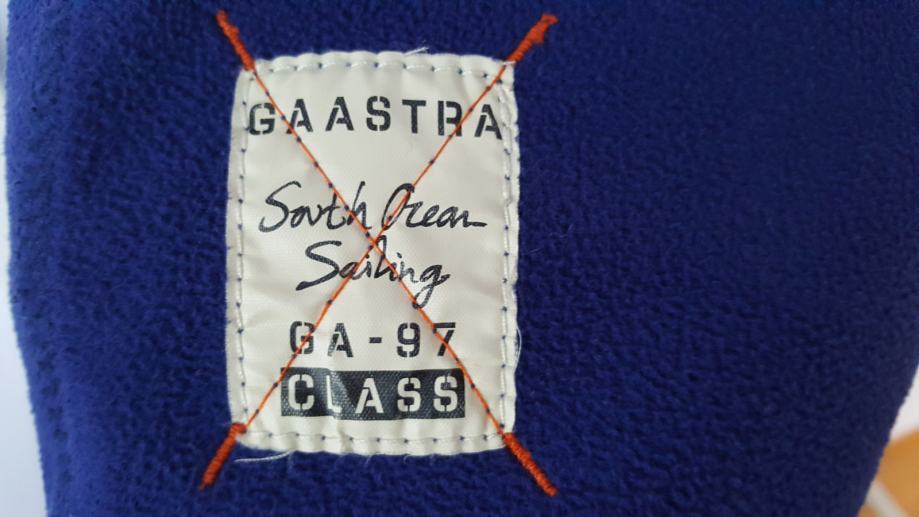 GAASTRA
South Ocean
Sailing
GA-97
CLASS